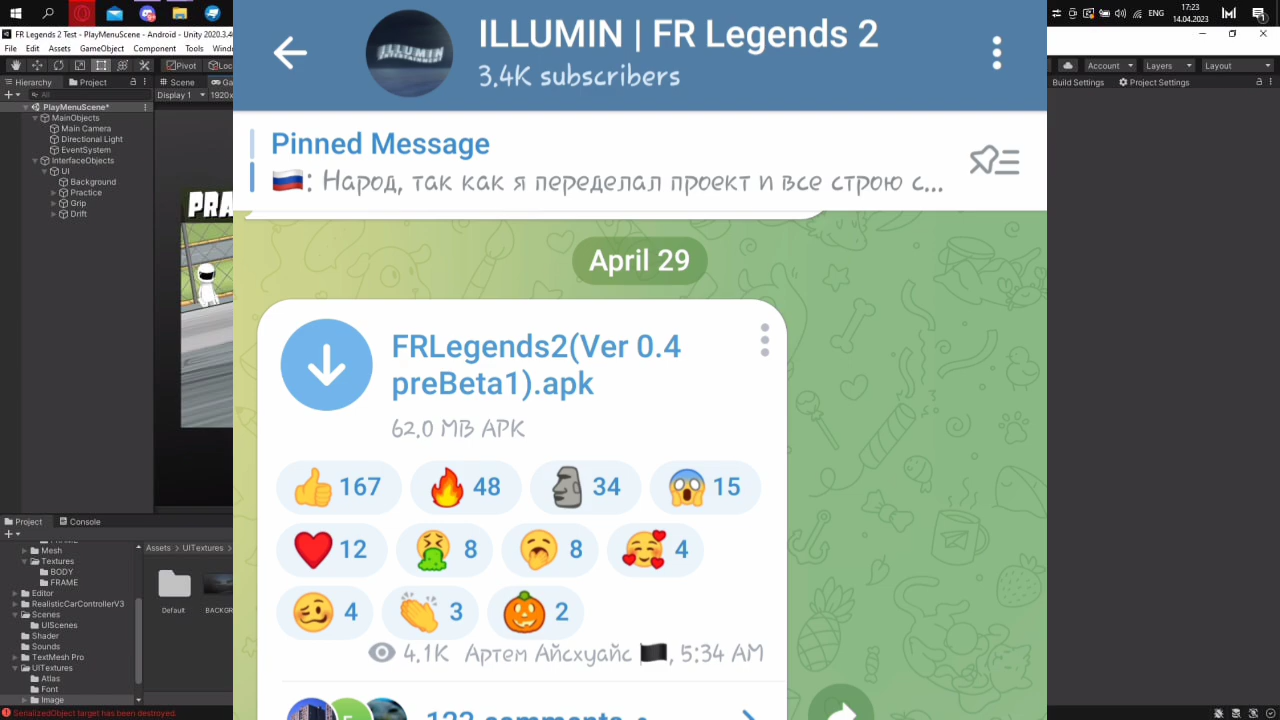 17:23
ENG
17:23
14.04.2023
FR Legends 2 Test - PlayMenuScene - Android - Unity 2020.3.4
File Edit Assets GameObject Component Tools
Pivot
Account
Layers
Layout
Hierarchy
Project
Scene
Build Settings
Project Settings
All
Display 1
PlayMenuScene*
MainObjects
Main Camera
Directional Light
EventSystem
InterfaceObjects
UI
Background
Practice
Grip
Drift
ILLUMIN | FR Legends 2
3.4K subscribers
Pinned Message
🇷🇺: Народ, так как я переделал проект и все строю с...
April 29
FRLegends2(Ver 0.4
preBeta1).apk
62.0 MB APK
👍 167 🔥 48 🗿 34 😱 15
❤️ 12 🤮 8 🥱 8 🥰 4
🥴 4 👏 3 🎃 2
4.1K Артем Айсхуайс 🏴, 5:34 AM
123 comments
Project
Console
Assets > UITextures >
Mesh
Textures
BODY
FRAME
Editor
RealisticCarControllerV3
Scenes
UIScenes
Shader
Sounds
TextMesh Pro
UITextures
Atlas
Font
Image
Default
SerializedObject target has been destroyed.